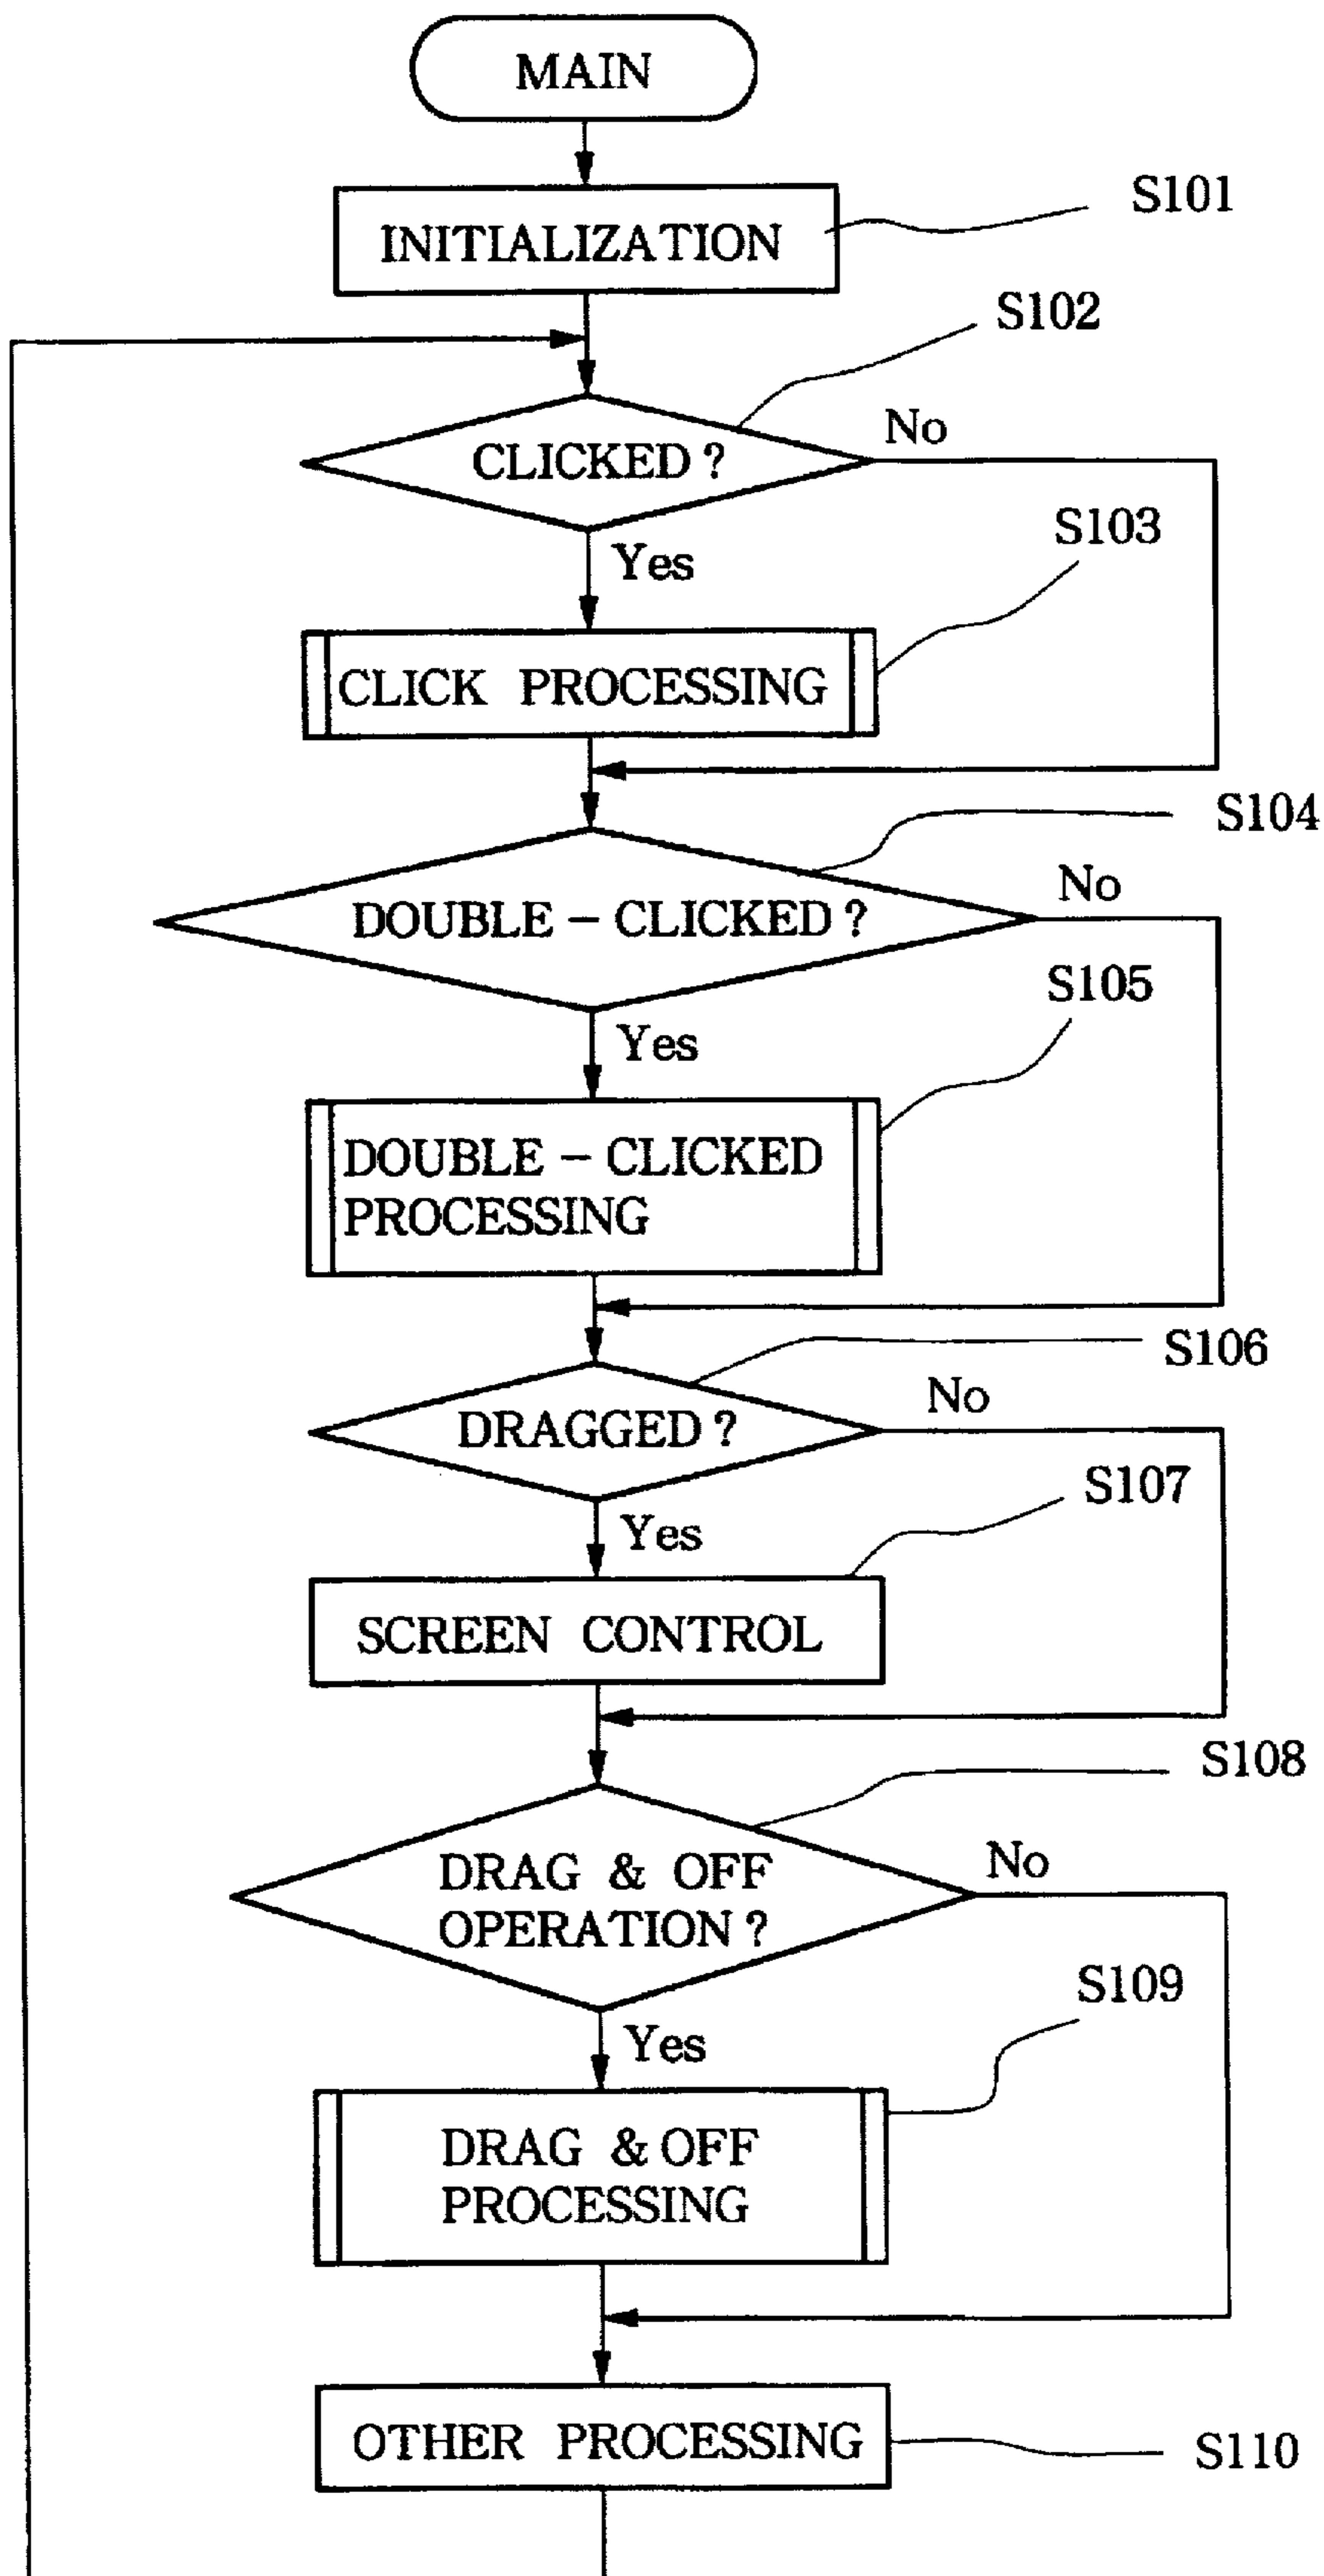 MAIN
INITIALIZATION
S101
S102
CLICKED ?
No
Yes
S103
CLICK PROCESSING
S104
DOUBLE – CLICKED ?
No
Yes
S105
DOUBLE – CLICKED
PROCESSING
S106
DRAGGED ?
No
Yes
S107
SCREEN CONTROL
S108
DRAG & OFF
OPERATION ?
No
Yes
S109
DRAG & OFF
PROCESSING
OTHER PROCESSING
S110